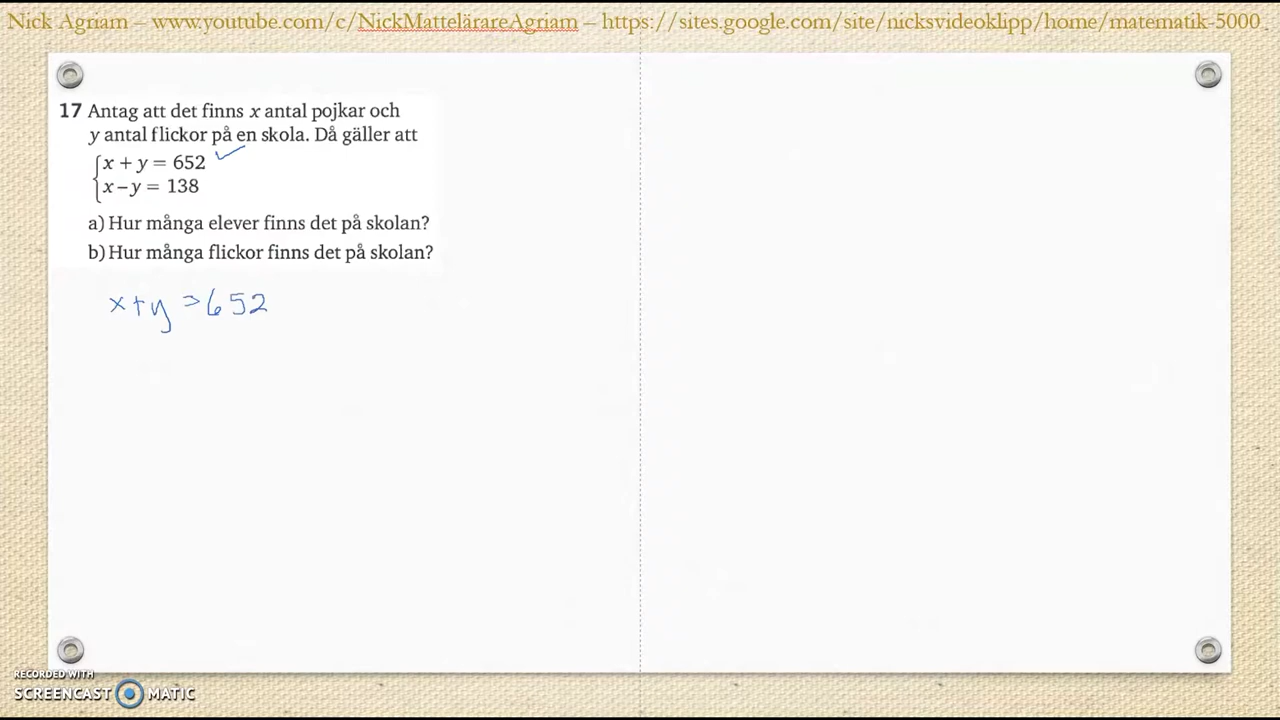 Nick Agriam – www.youtube.com/c/NickMattelärareAgriam – https://sites.google.com/site/nicksvideoklipp/home/matematik-5000
17 Antag att det finns x antal pojkar och
y antal flickor på en skola. Då gäller att
x + y = 652
x – y = 138
a) Hur många elever finns det på skolan?
b) Hur många flickor finns det på skolan?
x+y = 652
RECORDED WITH
SCREENCAST MATIC